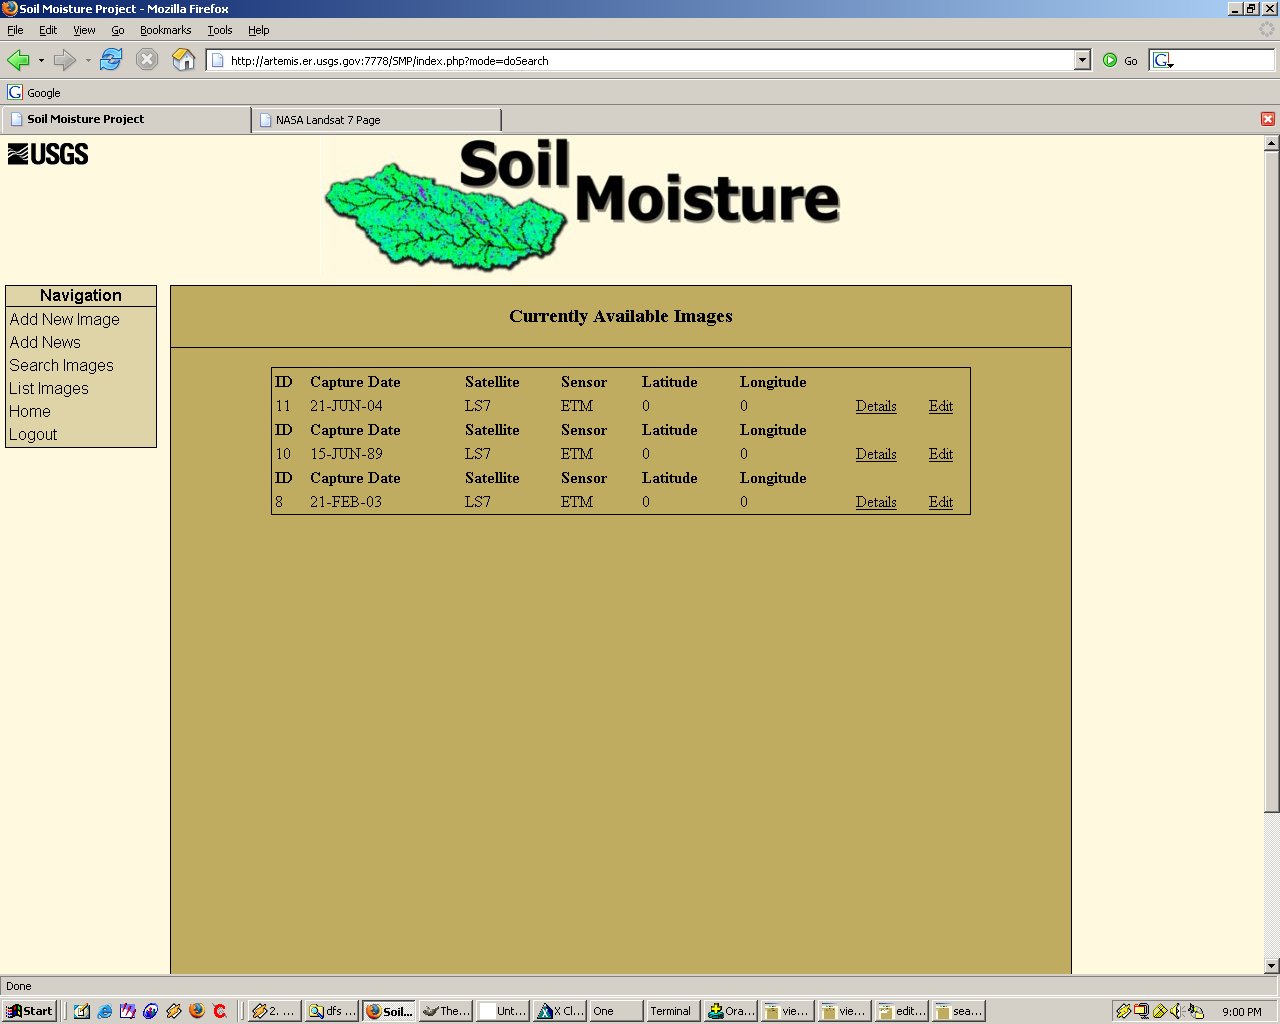 Soil Moisture Project - Mozilla Firefox
File Edit View Go Bookmarks Tools Help
http://artemis.er.usgs.gov:7778/SMP/index.php?mode=doSearch Go G
G Google
Soil Moisture Project NASA Landsat 7 Page
USGS
Soil
Moisture
Navigation
Add New Image
Add News
Search Images
List Images
Home
Logout
Currently Available Images
ID Capture Date Satellite Sensor Latitude Longitude
11 21-JUN-04 LS7 ETM 0 0 Details Edit
ID Capture Date Satellite Sensor Latitude Longitude
10 15-JUN-89 LS7 ETM 0 0 Details Edit
ID Capture Date Satellite Sensor Latitude Longitude
8 21-FEB-03 LS7 ETM 0 0 Details Edit
Done
Start 2. ... dfs ... Soil... The... Unt... X Cl... One Terminal Ora... vie... vie... edit... sea... 9:00 PM